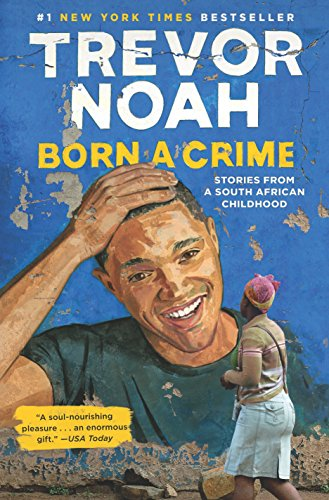 #1 NEW YORK TIMES BESTSELLER
TREVOR
NOAH
BORN A CRIME
STORIES FROM
A SOUTH AFRICAN
CHILDHOOD
“A soul-nourishing
pleasure . . . an enormous
gift.” —USA Today